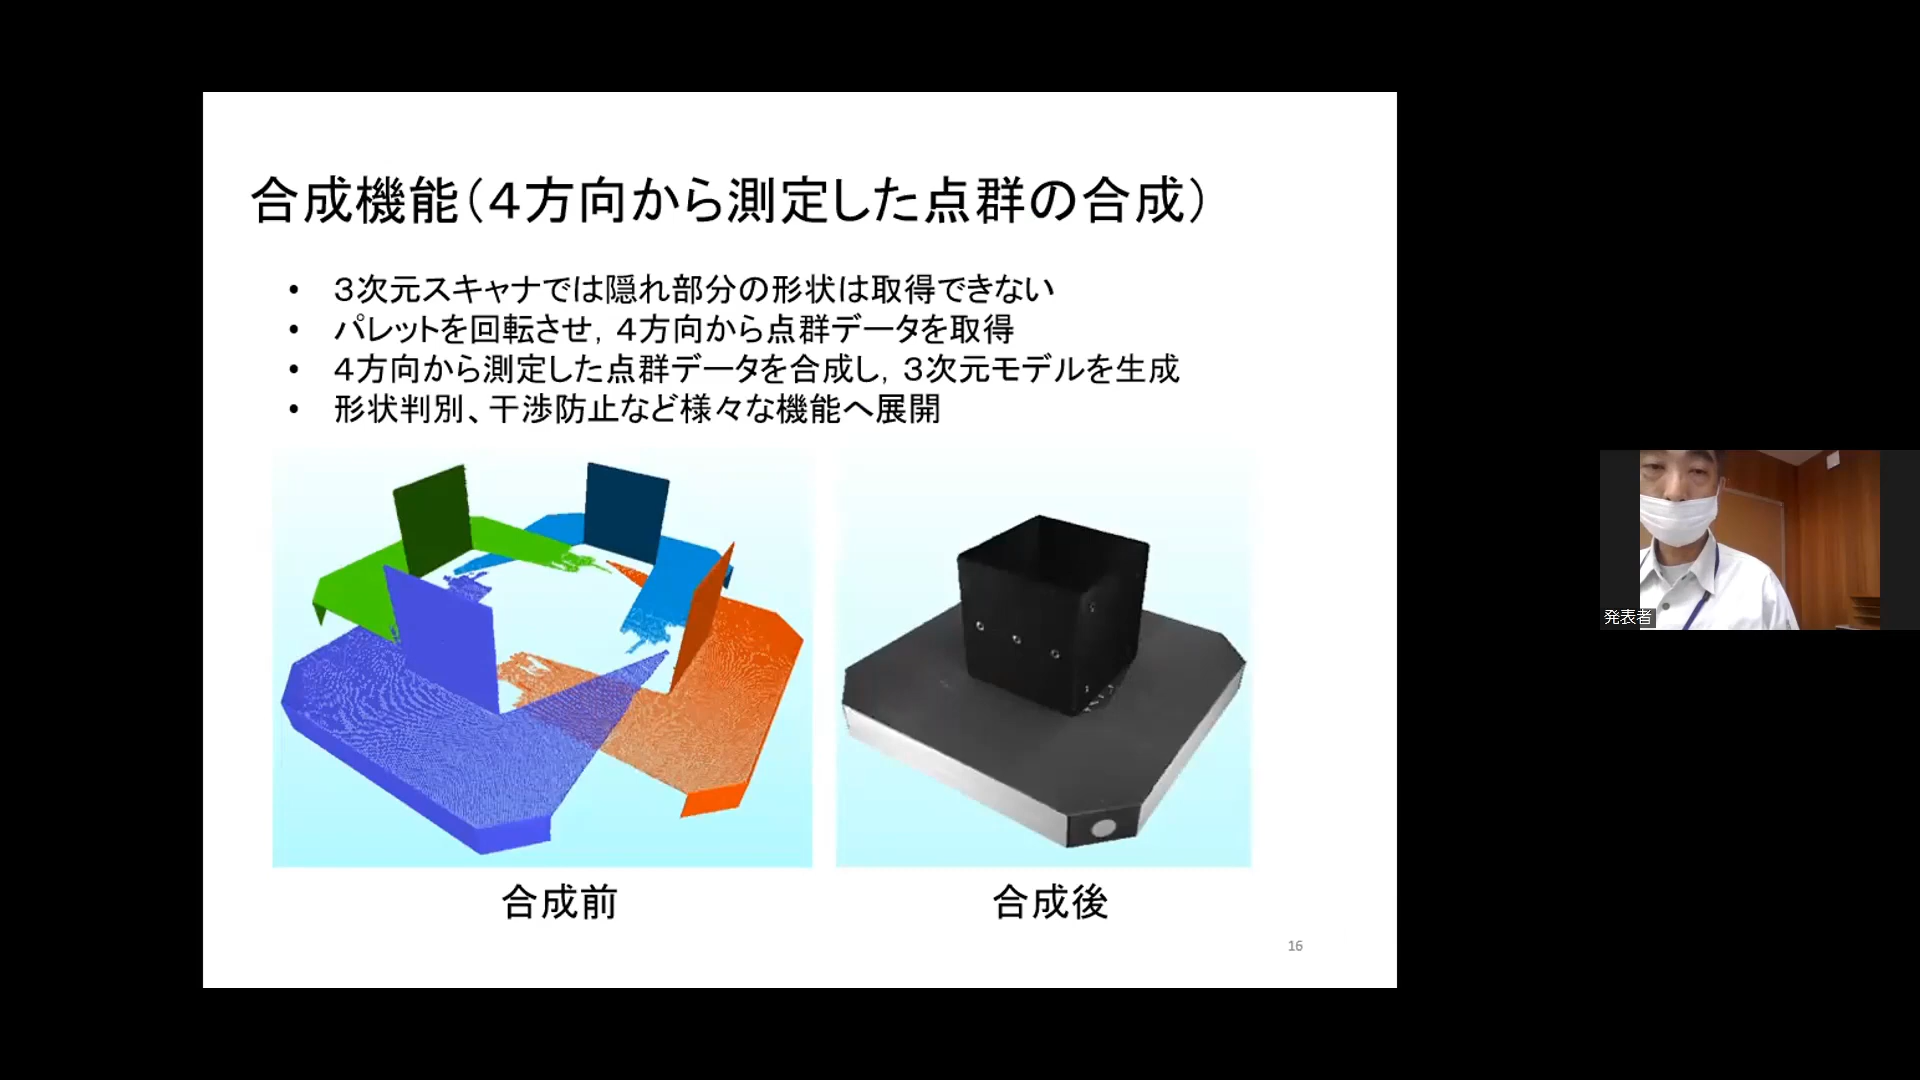 合成機能（４方向から測定した点群の合成）
• ３次元スキャナでは隠れ部分の形状は取得できない
• パレットを回転させ，４方向から点群データを取得
• ４方向から測定した点群データを合成し，３次元モデルを生成
• 形状判別、干渉防止など様々な機能へ展開
合成前
合成後
16
発表者